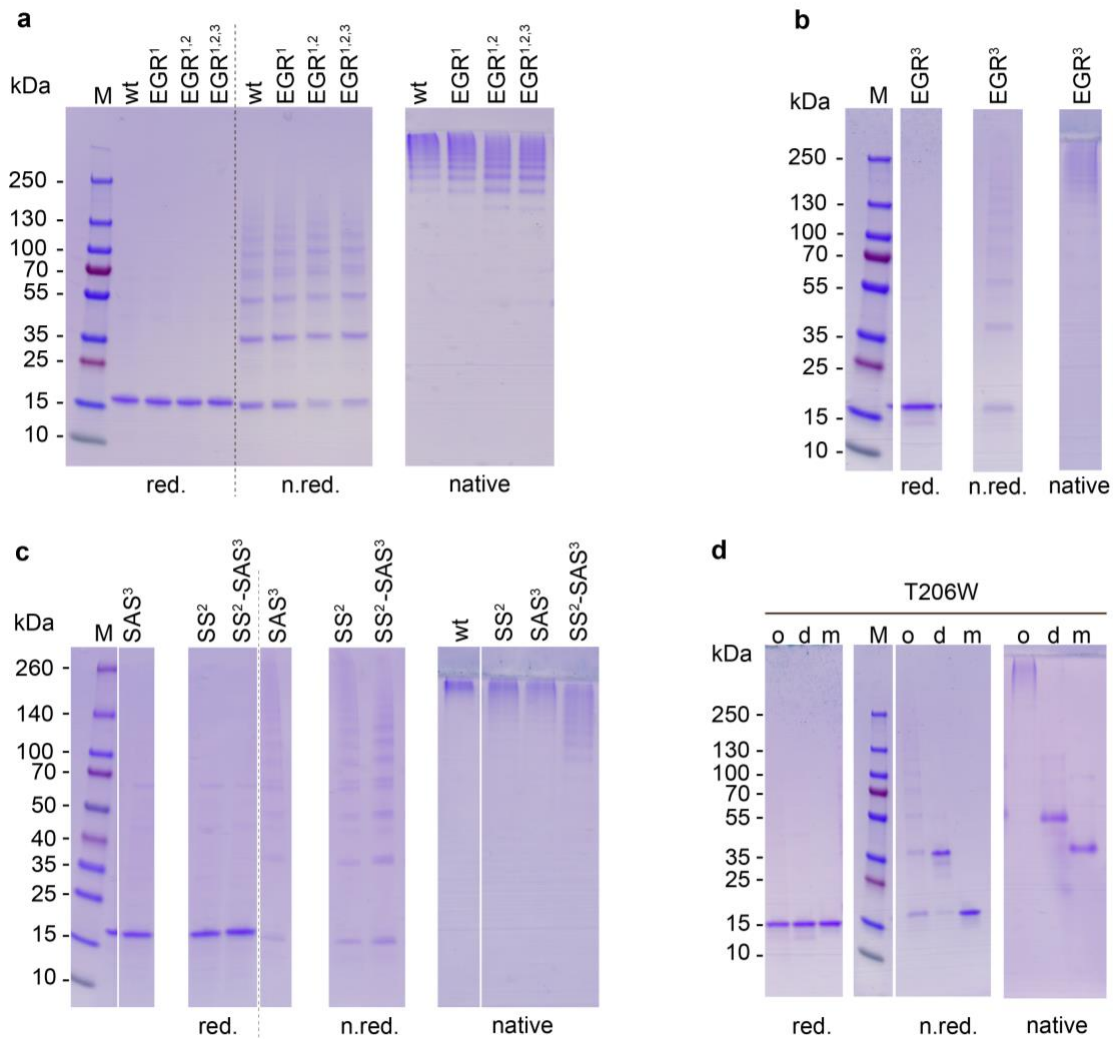 a
kDa M wt EGR¹ EGR¹,² EGR¹,²,³ wt EGR¹ EGR¹,² EGR¹,²,³ wt EGR¹ EGR¹,² EGR¹,²,³
250 -
130 -
100 -
70 -
55 -
35 -
25 -
15 -
10 -
red. n.red. native
b
kDa M EGR³ EGR³ EGR³
250 -
130 -
100 -
70 -
55 -
35 -
25 -
15 -
10 -
red. n.red. native
c
kDa M SAS³ SS² SS²-SAS³ SAS³ SS² SS²-SAS³ wt SS² SAS³ SS²-SAS³
260 -
140 -
100 -
70 -
50 -
40 -
35 -
25 -
15 -
10 -
red. n.red. native
d
T206W
o d m M o d m o d m
kDa
250 -
130 -
100 -
70 -
55 -
35 -
25 -
15 -
10 -
red. n.red. native